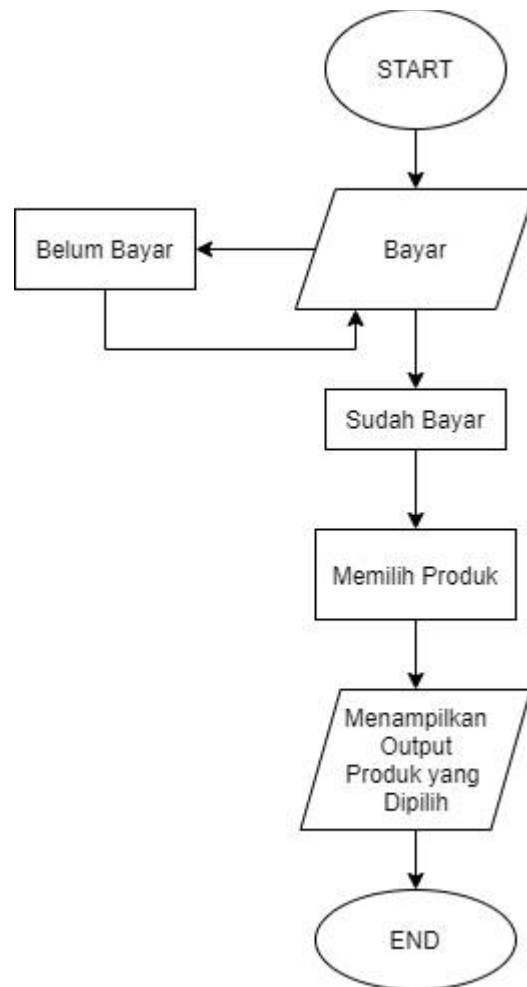 START
Bayar
Belum Bayar
Sudah Bayar
Memilih Produk
Menampilkan
Output
Produk yang
Dipilih
END